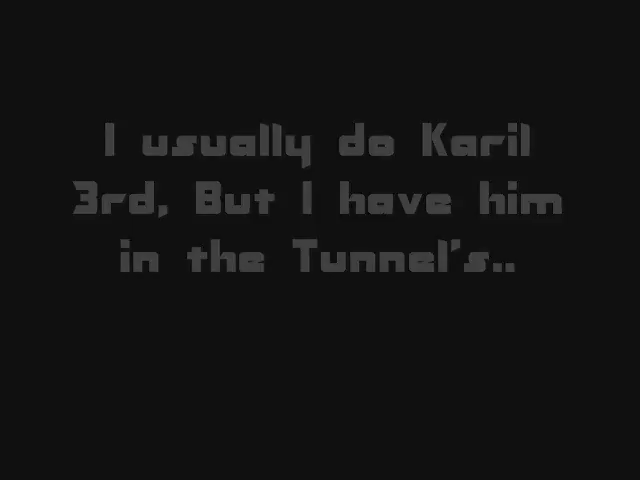 I usually do Karil
3rd, But I have him
in the Tunnel's..